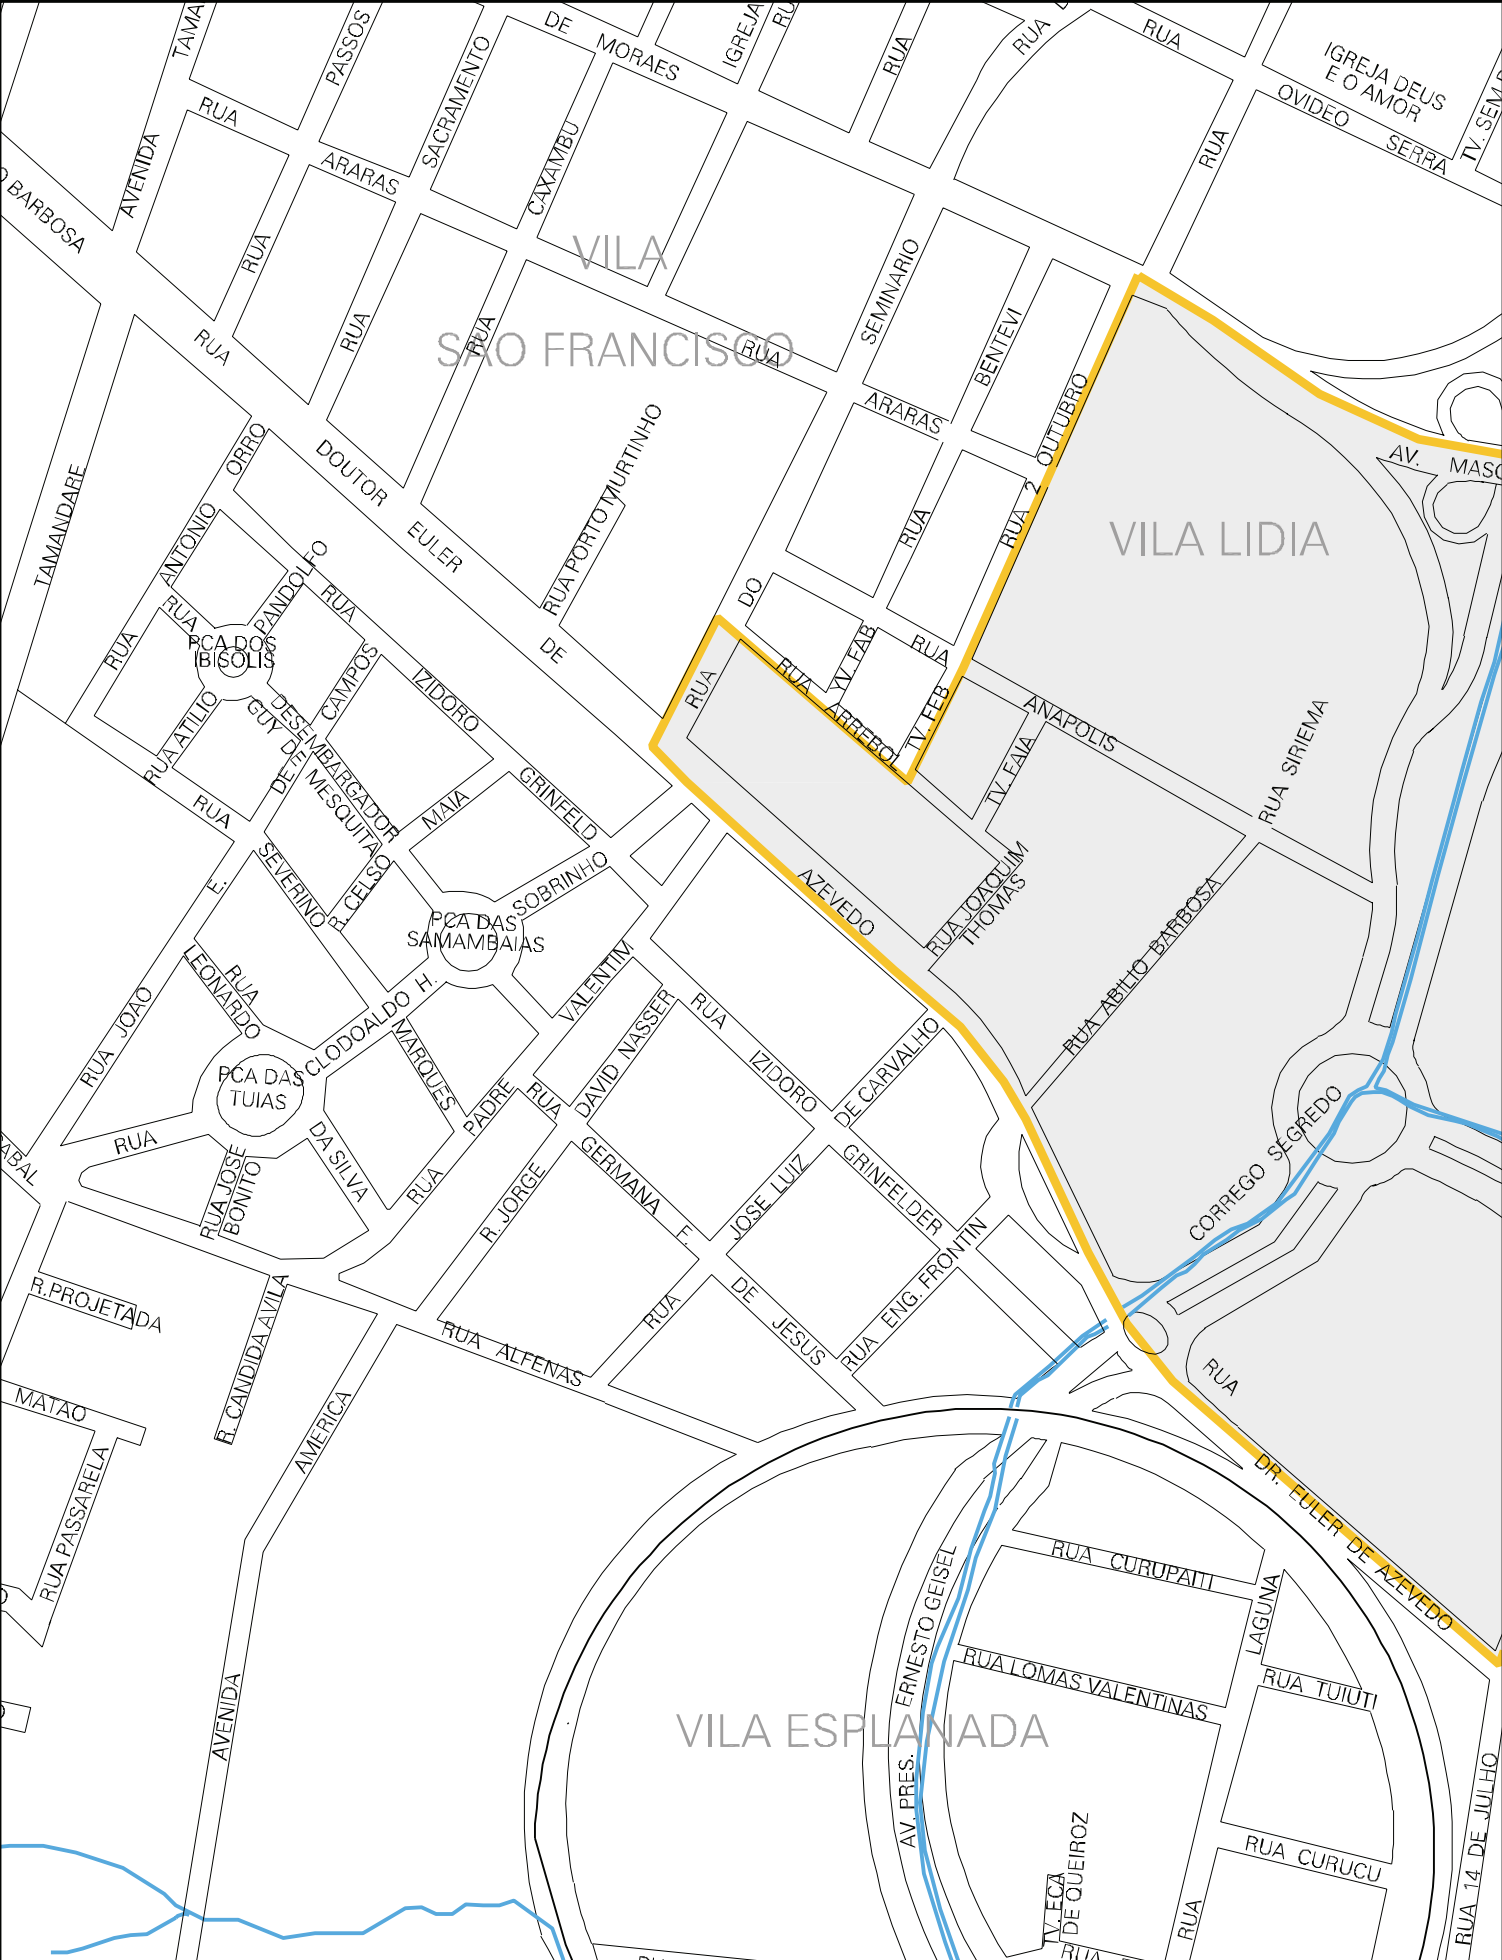 TAMA
PASSOS
DE
MORAES
IGREJA
RU
RUA
RUA
RUA
IGREJA DEUS
E O AMOR
OVIDEO SERRA
TV. SEM
RUA
SACRAMENTO
CAXAMBU
RUA
ARARAS
AVENIDA
BARBOSA
RUA
RUA
RUA
RUA
VILA
SAO FRANCISCO
RUA
SEMINARIO
BENTEVI
ARARAS
RUA 2 OUTUBRO
AV. MASC
VILA LIDIA
RUA
RUA PORTO MURTINHO
DOUTOR
EULER
DE
ORRO
ANTONIO
RUA
TAMANDARE
PANDOLFO
RUA
RUA
PCA DOS
IBISOLIS
CAMPOS
IZIDORO
RUA ATILIO
DESEMBARGADOR
GUY DE MESQUITA
DE E
MAIA
GRINFELD
RUA
DO
YV. FAB
RUA
RUA
ARREBOL
TV. FEB
ANAPOLIS
TV. FAIA
RUA SIRIEMA
RUA
SEVERINO
R. CELSO
SOBRINHO
PCA DAS
SAMAMBAIAS
AZEVEDO
RUA JOAQUIM
THOMAS
RUA ABILIO BARBOSA
E.
RUA
LEONARDO
RUA JOAO
CLODOALDO H.
VALENTIM
DAVID NASSER
RUA
IZIDORO
DE CARVALHO
PCA DAS
TUIAS
MARQUES
PADRE
RUA
RUA
DA SILVA
RUA JOSE
BONITO
RUA
R. JORGE
GERMANA F.
JOSE LUIZ
GRINFELDER
CORREGO SEGREDO
ABAL
R.PROJETADA
R. CANDIDA AVILA
RUA ALFENAS
RUA
DE JESUS
RUA ENG. FRONTIN
RUA
MATAO
AMERICA
RUA PASSARELA
DR. EULER DE AZEVEDO
ERNESTO GEISEL
RUA CURUPAITI
LAGUNA
RUA LOMAS VALENTINAS
RUA TUIUTI
AVENIDA
VILA ESPLANADA
AV. PRES.
RUA CURUCU
RUA 14 DE JULHO
TV. ECA
DE QUEIROZ
RUA
RUA